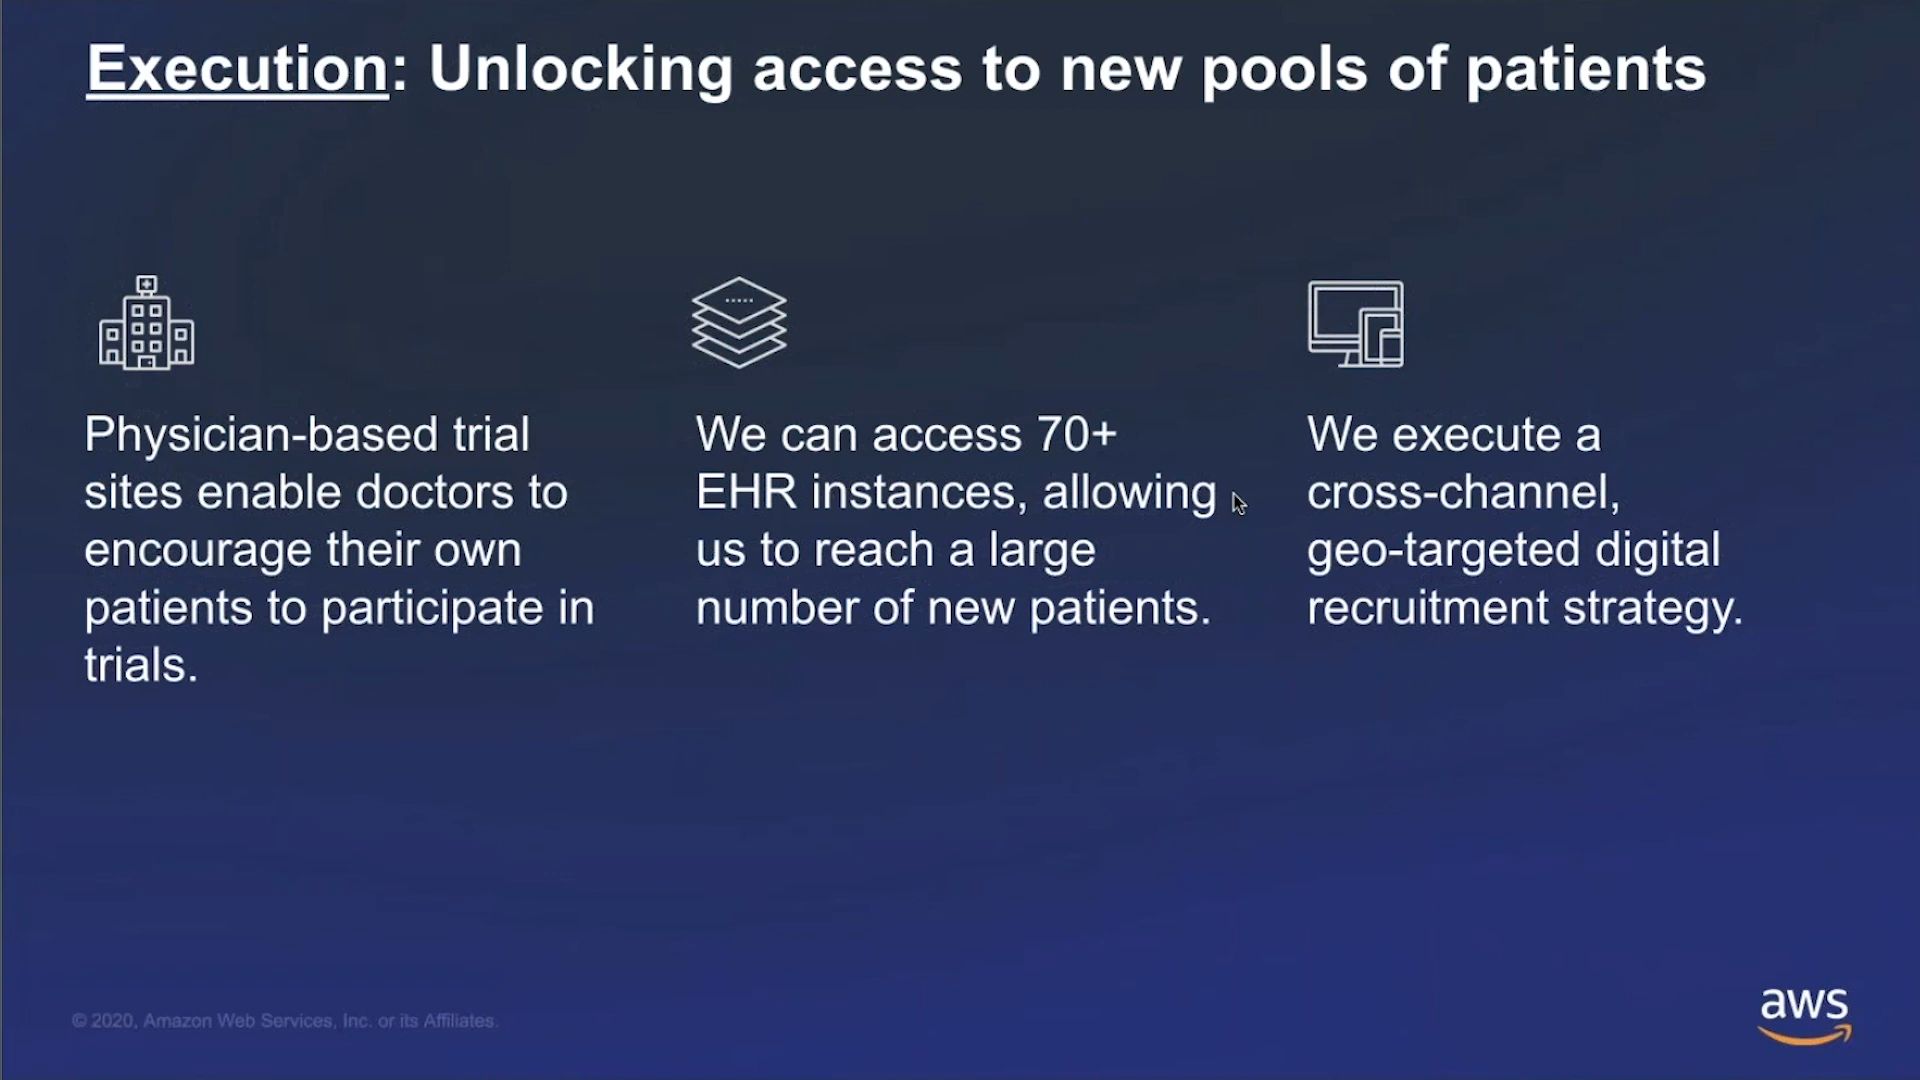 Execution: Unlocking access to new pools of patients
Physician-based trial
sites enable doctors to
encourage their own
patients to participate in
trials.
We can access 70+
EHR instances, allowing
us to reach a large
number of new patients.
We execute a
cross-channel,
geo-targeted digital
recruitment strategy.
© 2020, Amazon Web Services, Inc. or its Affiliates.
aws